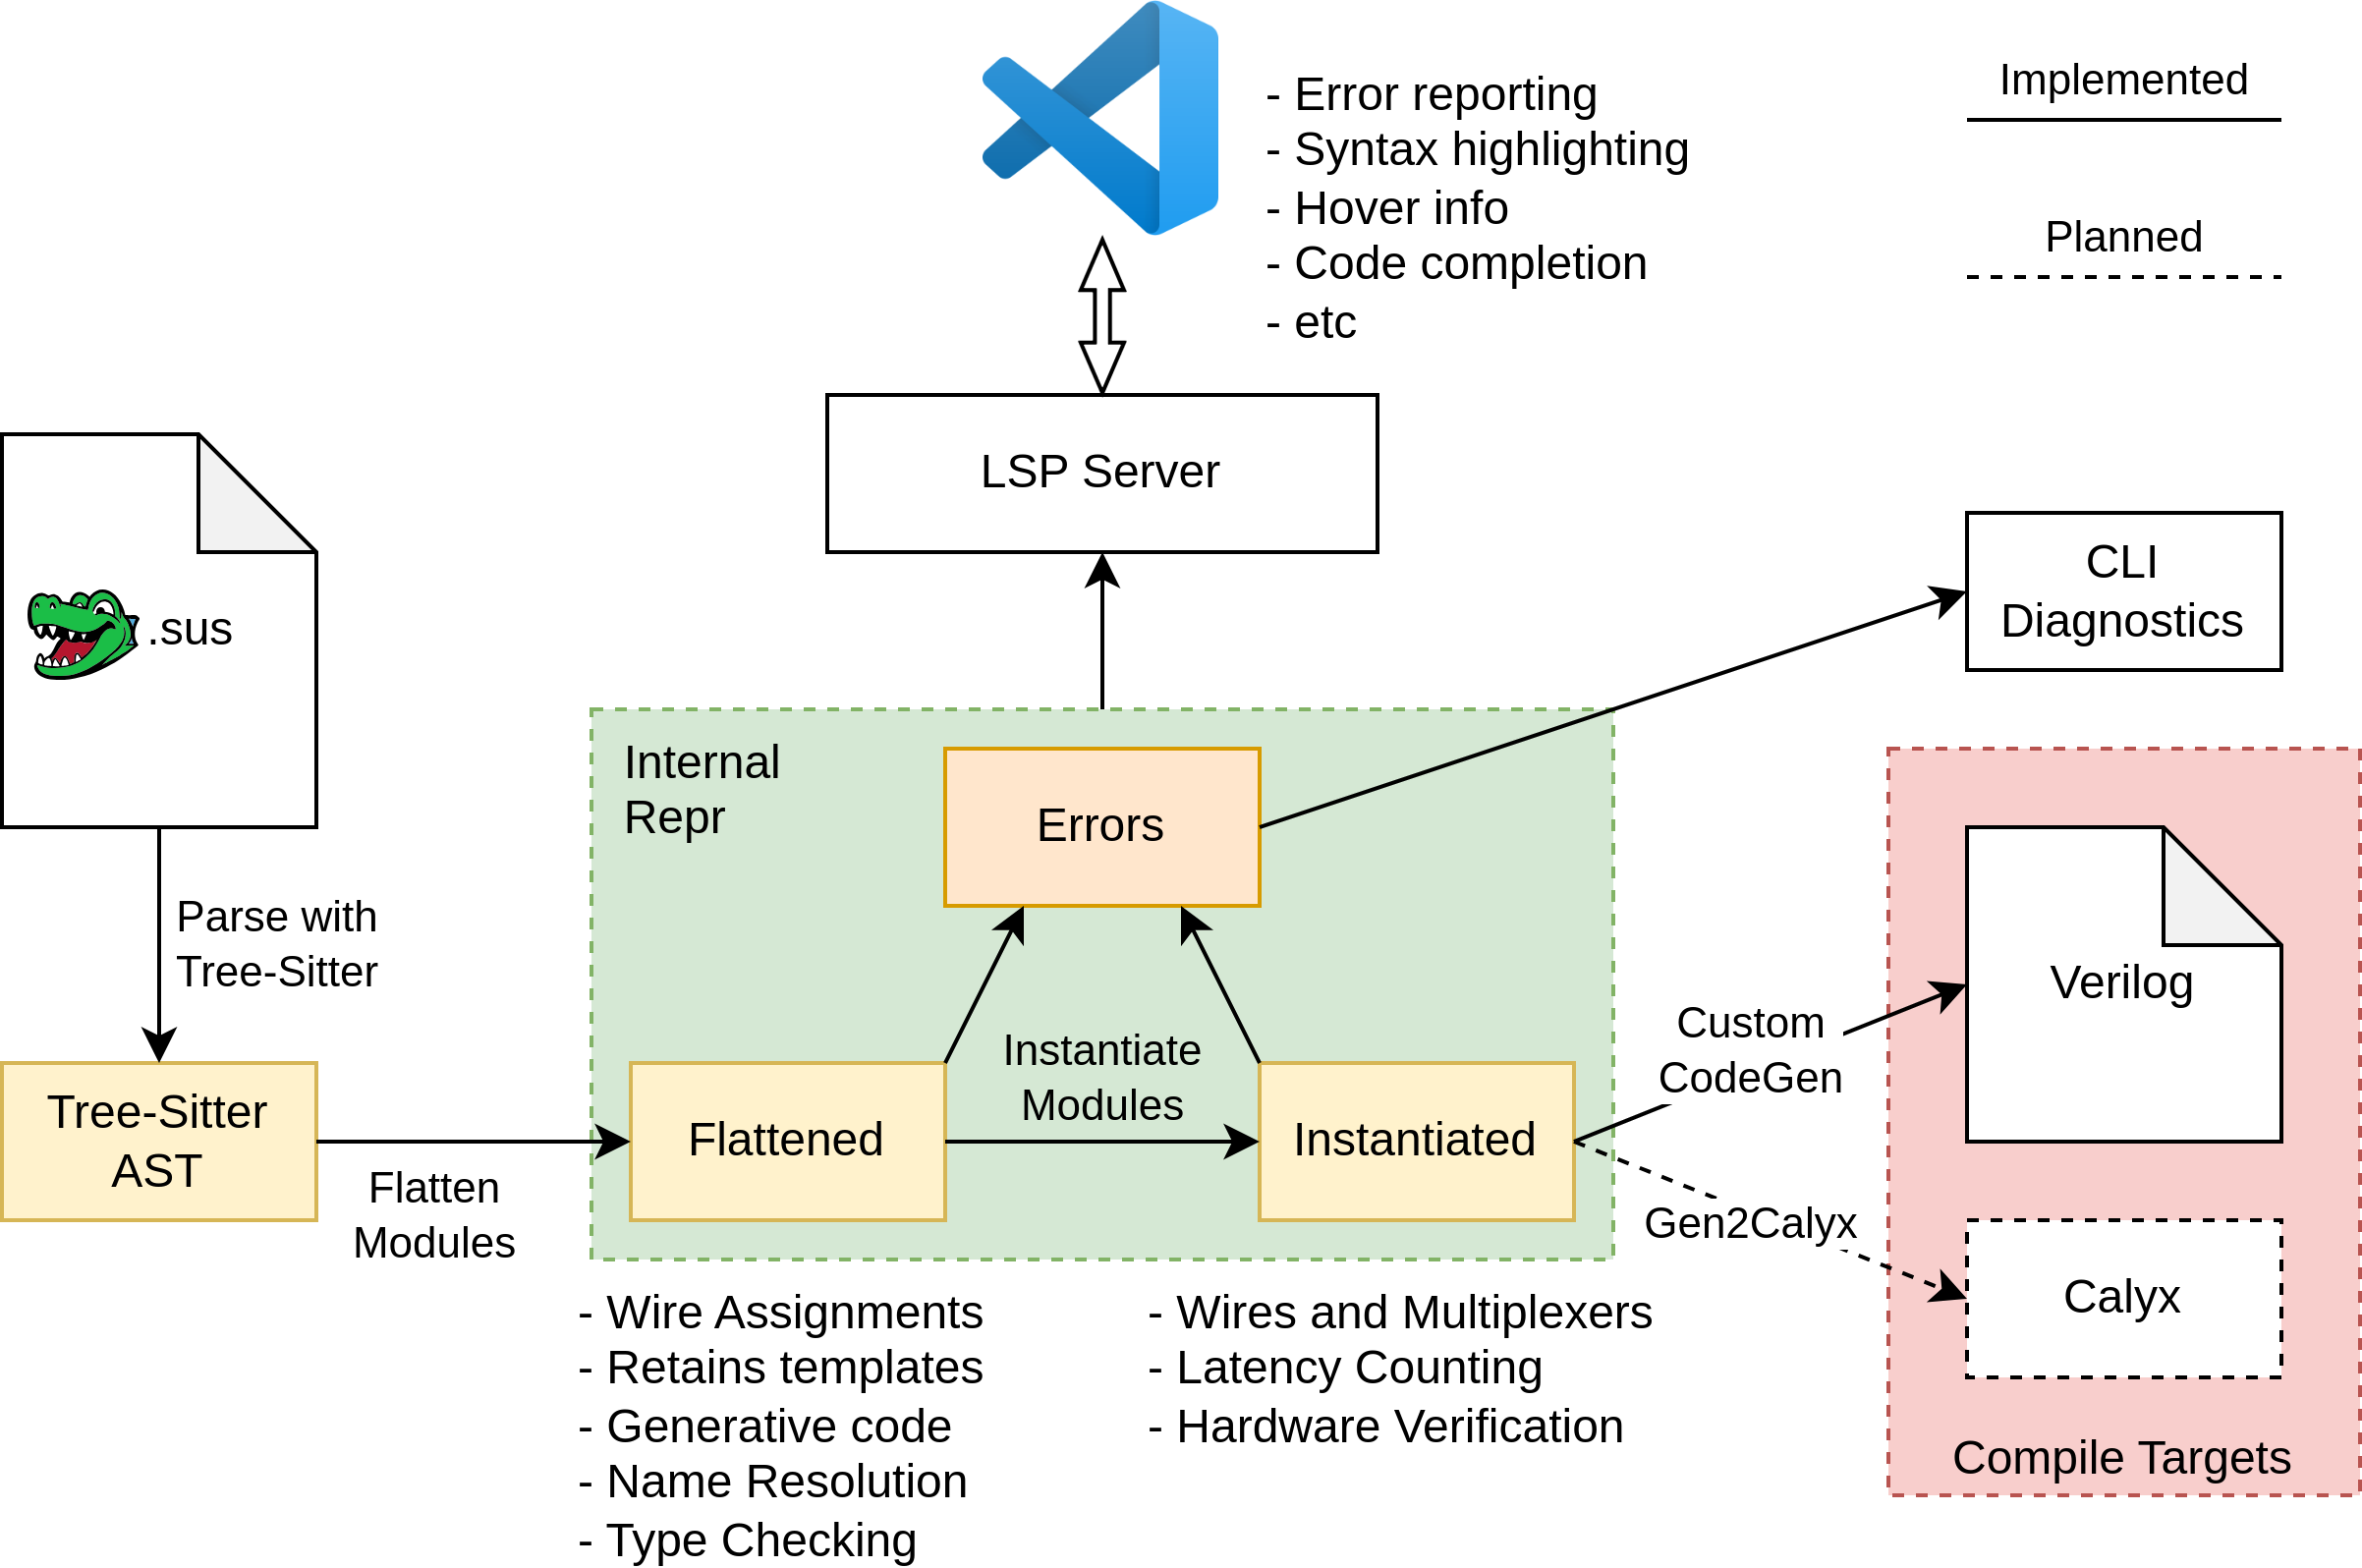 - Error reporting
- Syntax highlighting
- Hover info
- Code completion
- etc
Implemented
Planned
LSP Server
.sus
CLI
Diagnostics
Internal
Repr
Errors
Parse with
Tree-Sitter
Tree-Sitter
AST
Flatten
Modules
Flattened
Instantiate
Modules
Instantiated
Custom
CodeGen
Gen2Calyx
Verilog
Calyx
Compile Targets
- Wire Assignments
- Retains templates
- Generative code
- Name Resolution
- Type Checking
- Wires and Multiplexers
- Latency Counting
- Hardware Verification